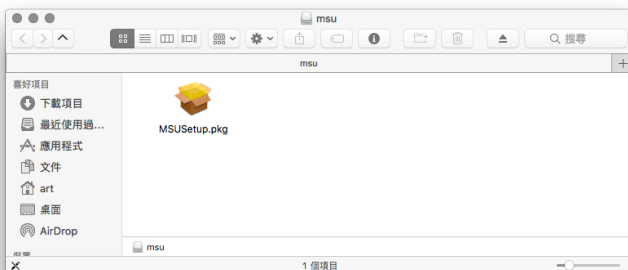 msu
搜尋
msu
喜好項目
下載項目
最近使用過...
應用程式
文件
art
桌面
AirDrop
MSUSetup.pkg
msu
1 個項目